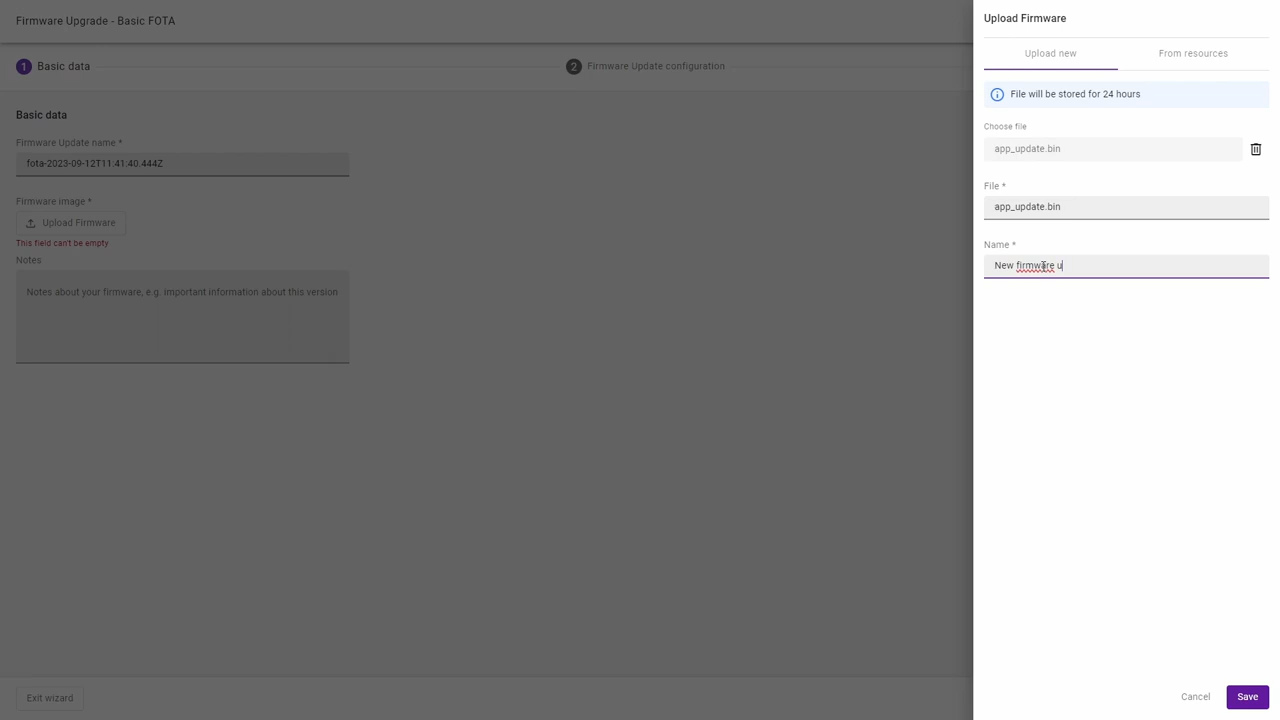 Firmware Upgrade - Basic FOTA
1 Basic data
2 Firmware Update configuration
Basic data
Firmware Update name *
fota-2023-09-12T11:41:40.444Z
Firmware image *
Upload Firmware
This field can't be empty
Notes
Notes about your firmware, e.g. important information about this version
Exit wizard
Upload Firmware
Upload new
From resources
File will be stored for 24 hours
Choose file
app_update.bin
File *
app_update.bin
Name *
New firmware u
Cancel
Save